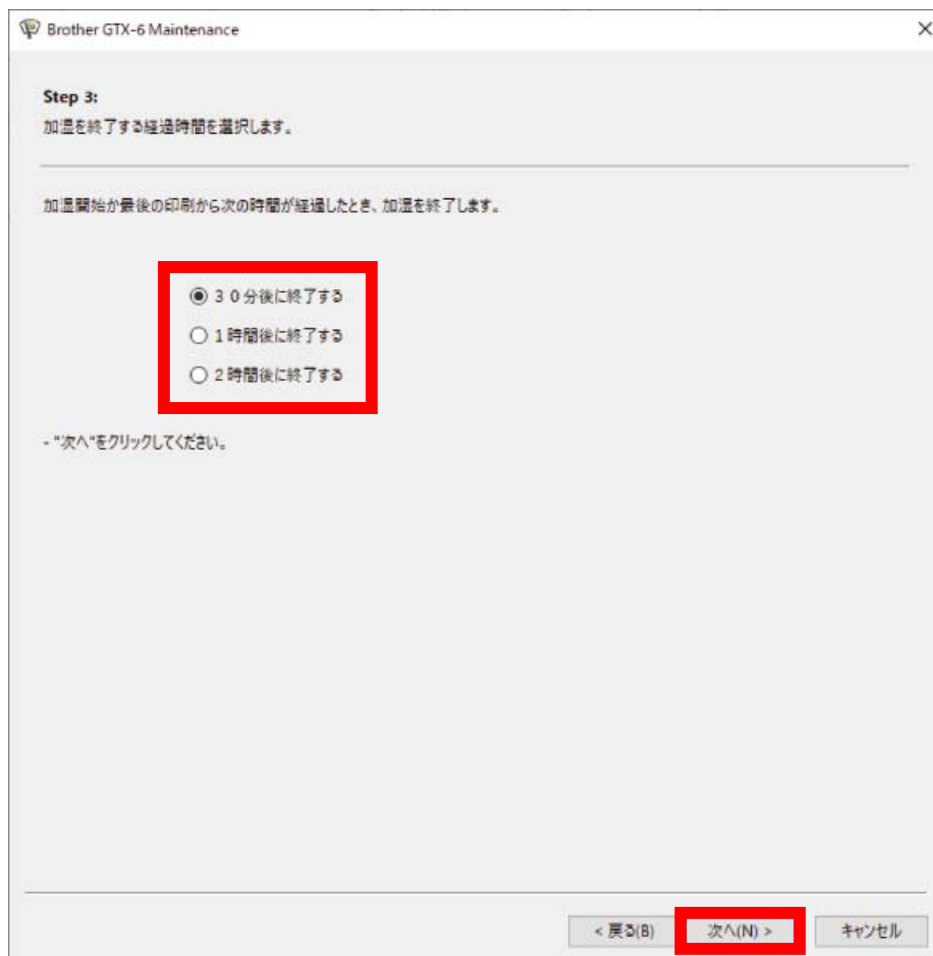 Brother GTX-6 Maintenance
Step 3:
加温を終了する経過時間を選択します。
加温開始か最後の印刷から次の時間が経過したとき、加温を終了します。
３０分後に終了する
１時間後に終了する
２時間後に終了する
- "次へ"をクリックしてください。
< 戻る(B) 次へ(N) > キャンセル